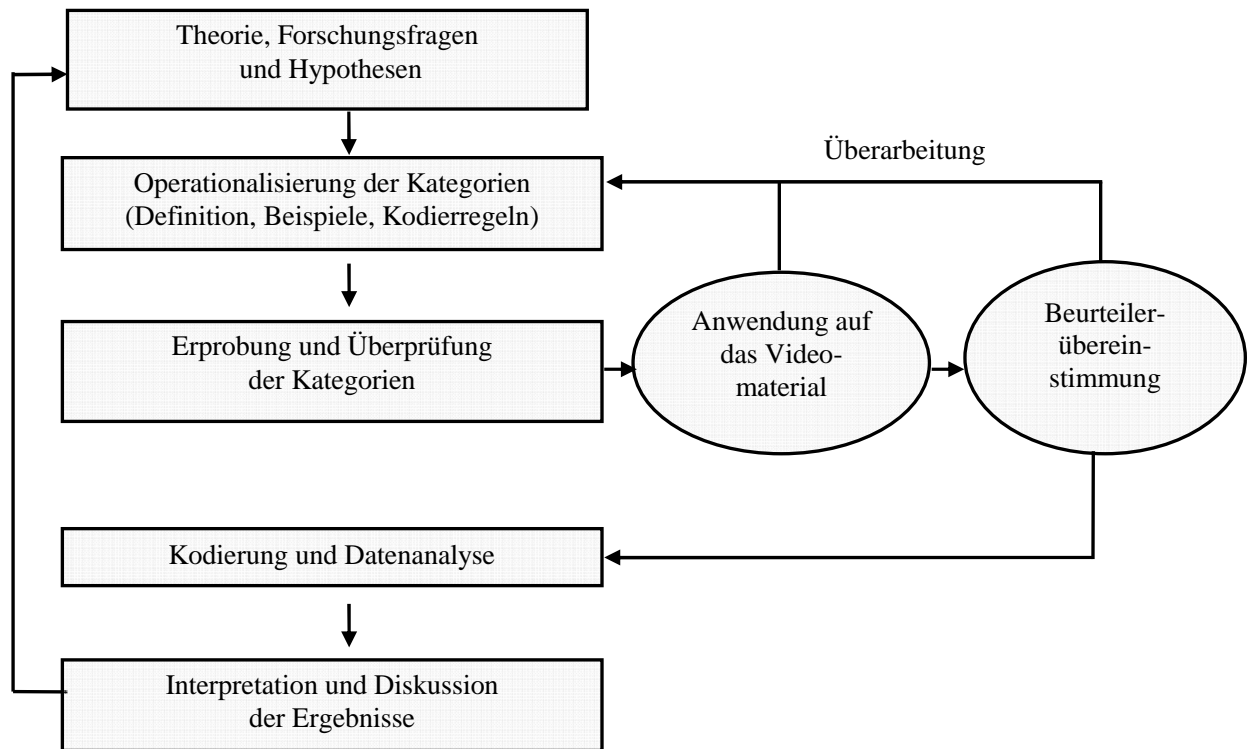 Theorie, Forschungsfragen
und Hypothesen
Überarbeitung
Operationalisierung der Kategorien
(Definition, Beispiele, Kodierregeln)
Erprobung und Überprüfung
der Kategorien
Anwendung auf
das Video-
material
Beurteiler-
überein-
stimmung
Kodierung und Datenanalyse
Interpretation und Diskussion
der Ergebnisse